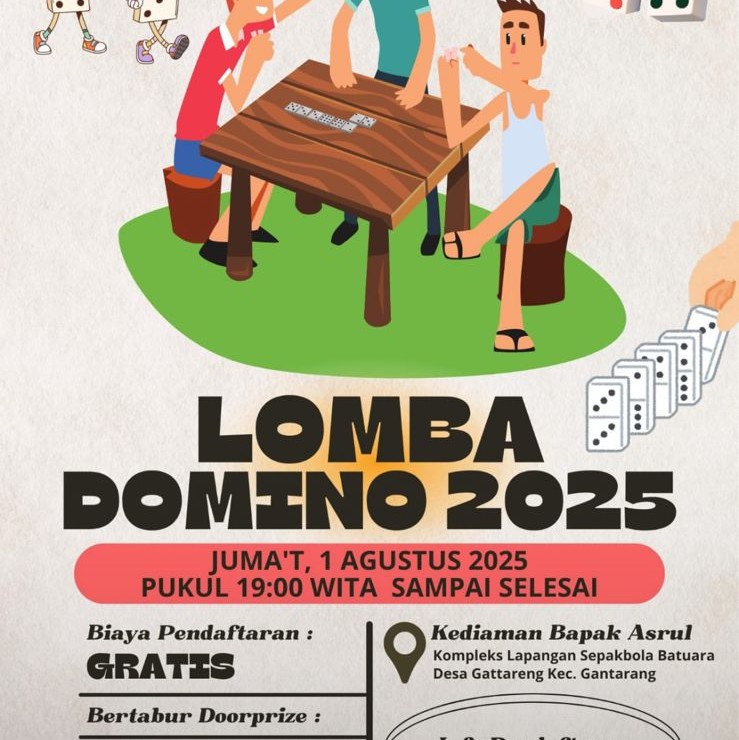 LOMBA
DOMINO 2025
JUMA'T, 1 AGUSTUS 2025
PUKUL 19:00 WITA SAMPAI SELESAI
Biaya Pendaftaran :
GRATIS
Bertabur Doorprize :
Kediaman Bapak Asrul
Kompleks Lapangan Sepakbola Batuara
Desa Gattareng Kec. Gantarang